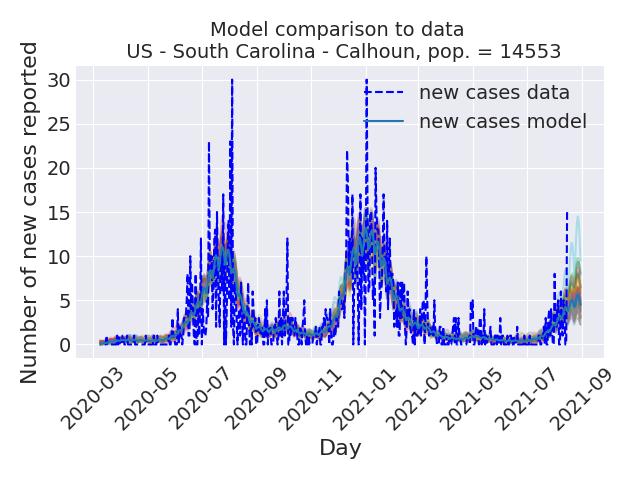 Model comparison to data
US - South Carolina - Calhoun, pop. = 14553
Number of new cases reported
30
25
20
15
10
5
0
new cases data
new cases model
2020-03
2020-05
2020-07
2020-09
2020-11
2021-01
2021-03
2021-05
2021-07
2021-09
Day